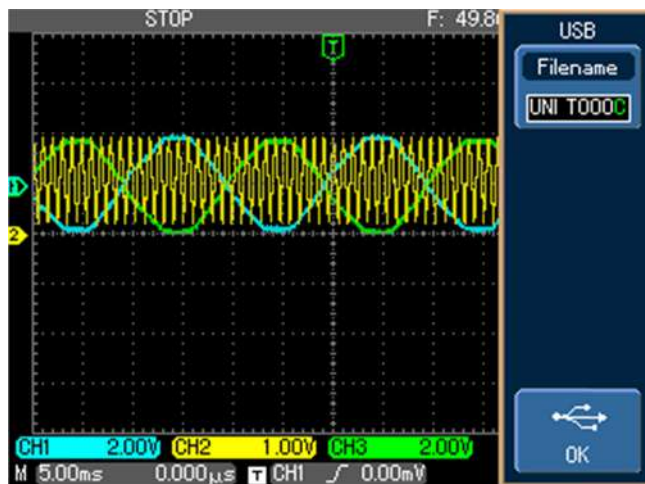 STOP
F: 49.8
T
1
2
CH1 2.00V CH2 1.00V CH3 2.00V
M 5.00ms 0.000μs T CH1 0.00mV
USB
Filename
UNI T000C
OK